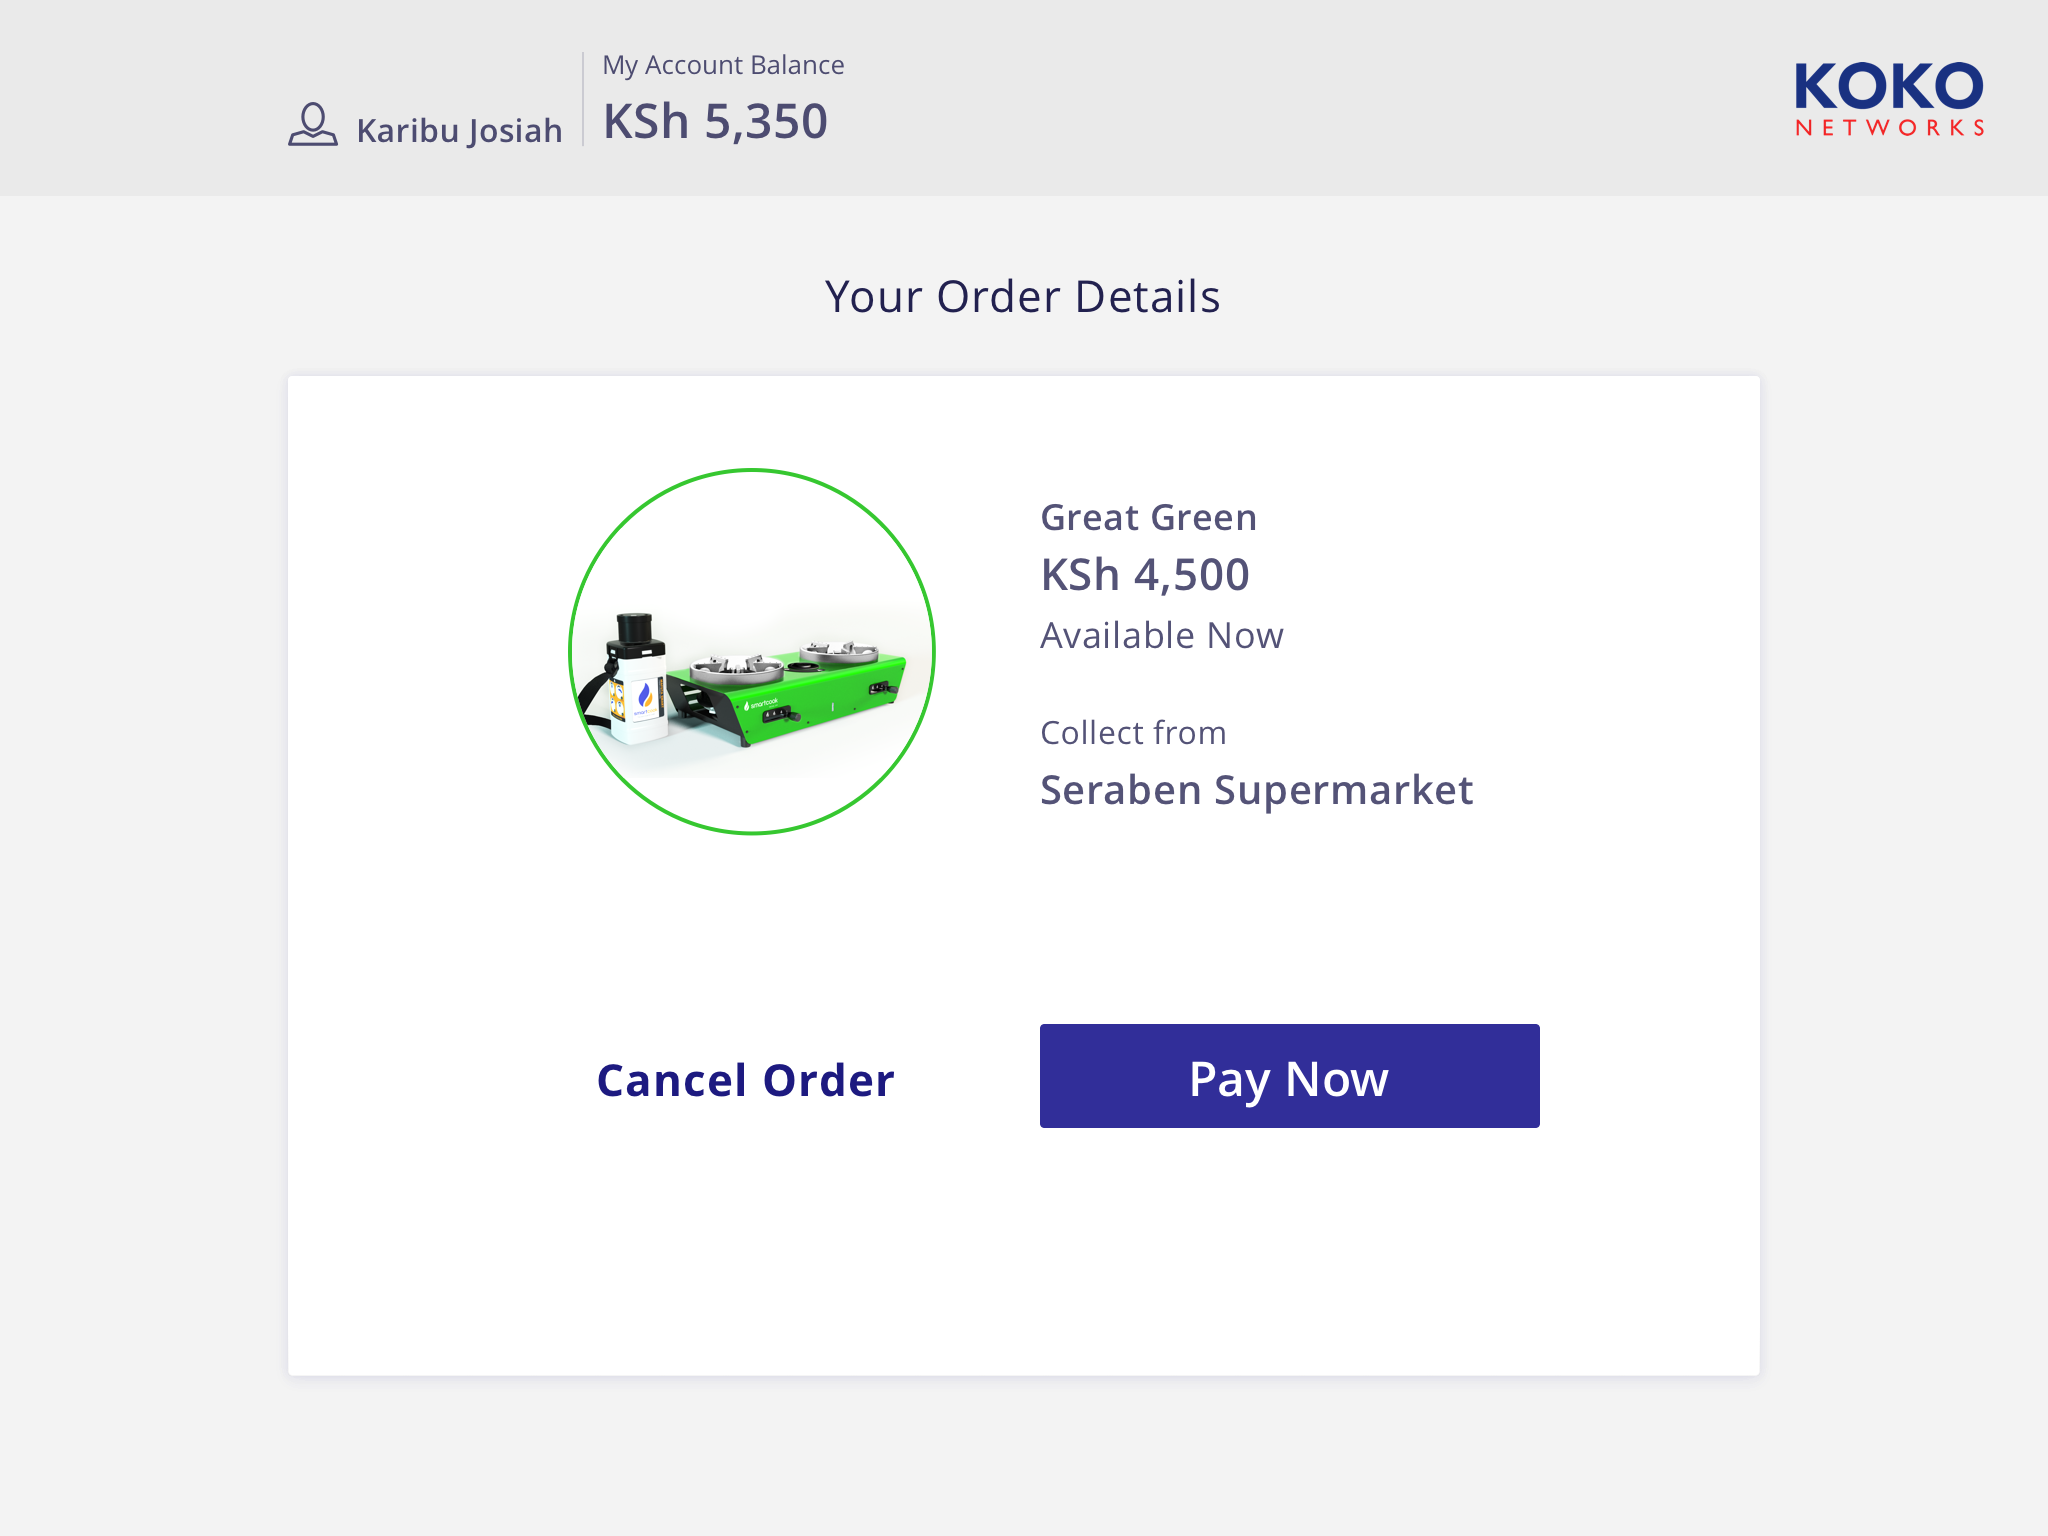 My Account Balance
Karibu Josiah
KSh 5,350
KOKO
NETWORKS
Your Order Details
Great Green
KSh 4,500
Available Now
smartcook
Collect from
Seraben Supermarket
Cancel Order
Pay Now